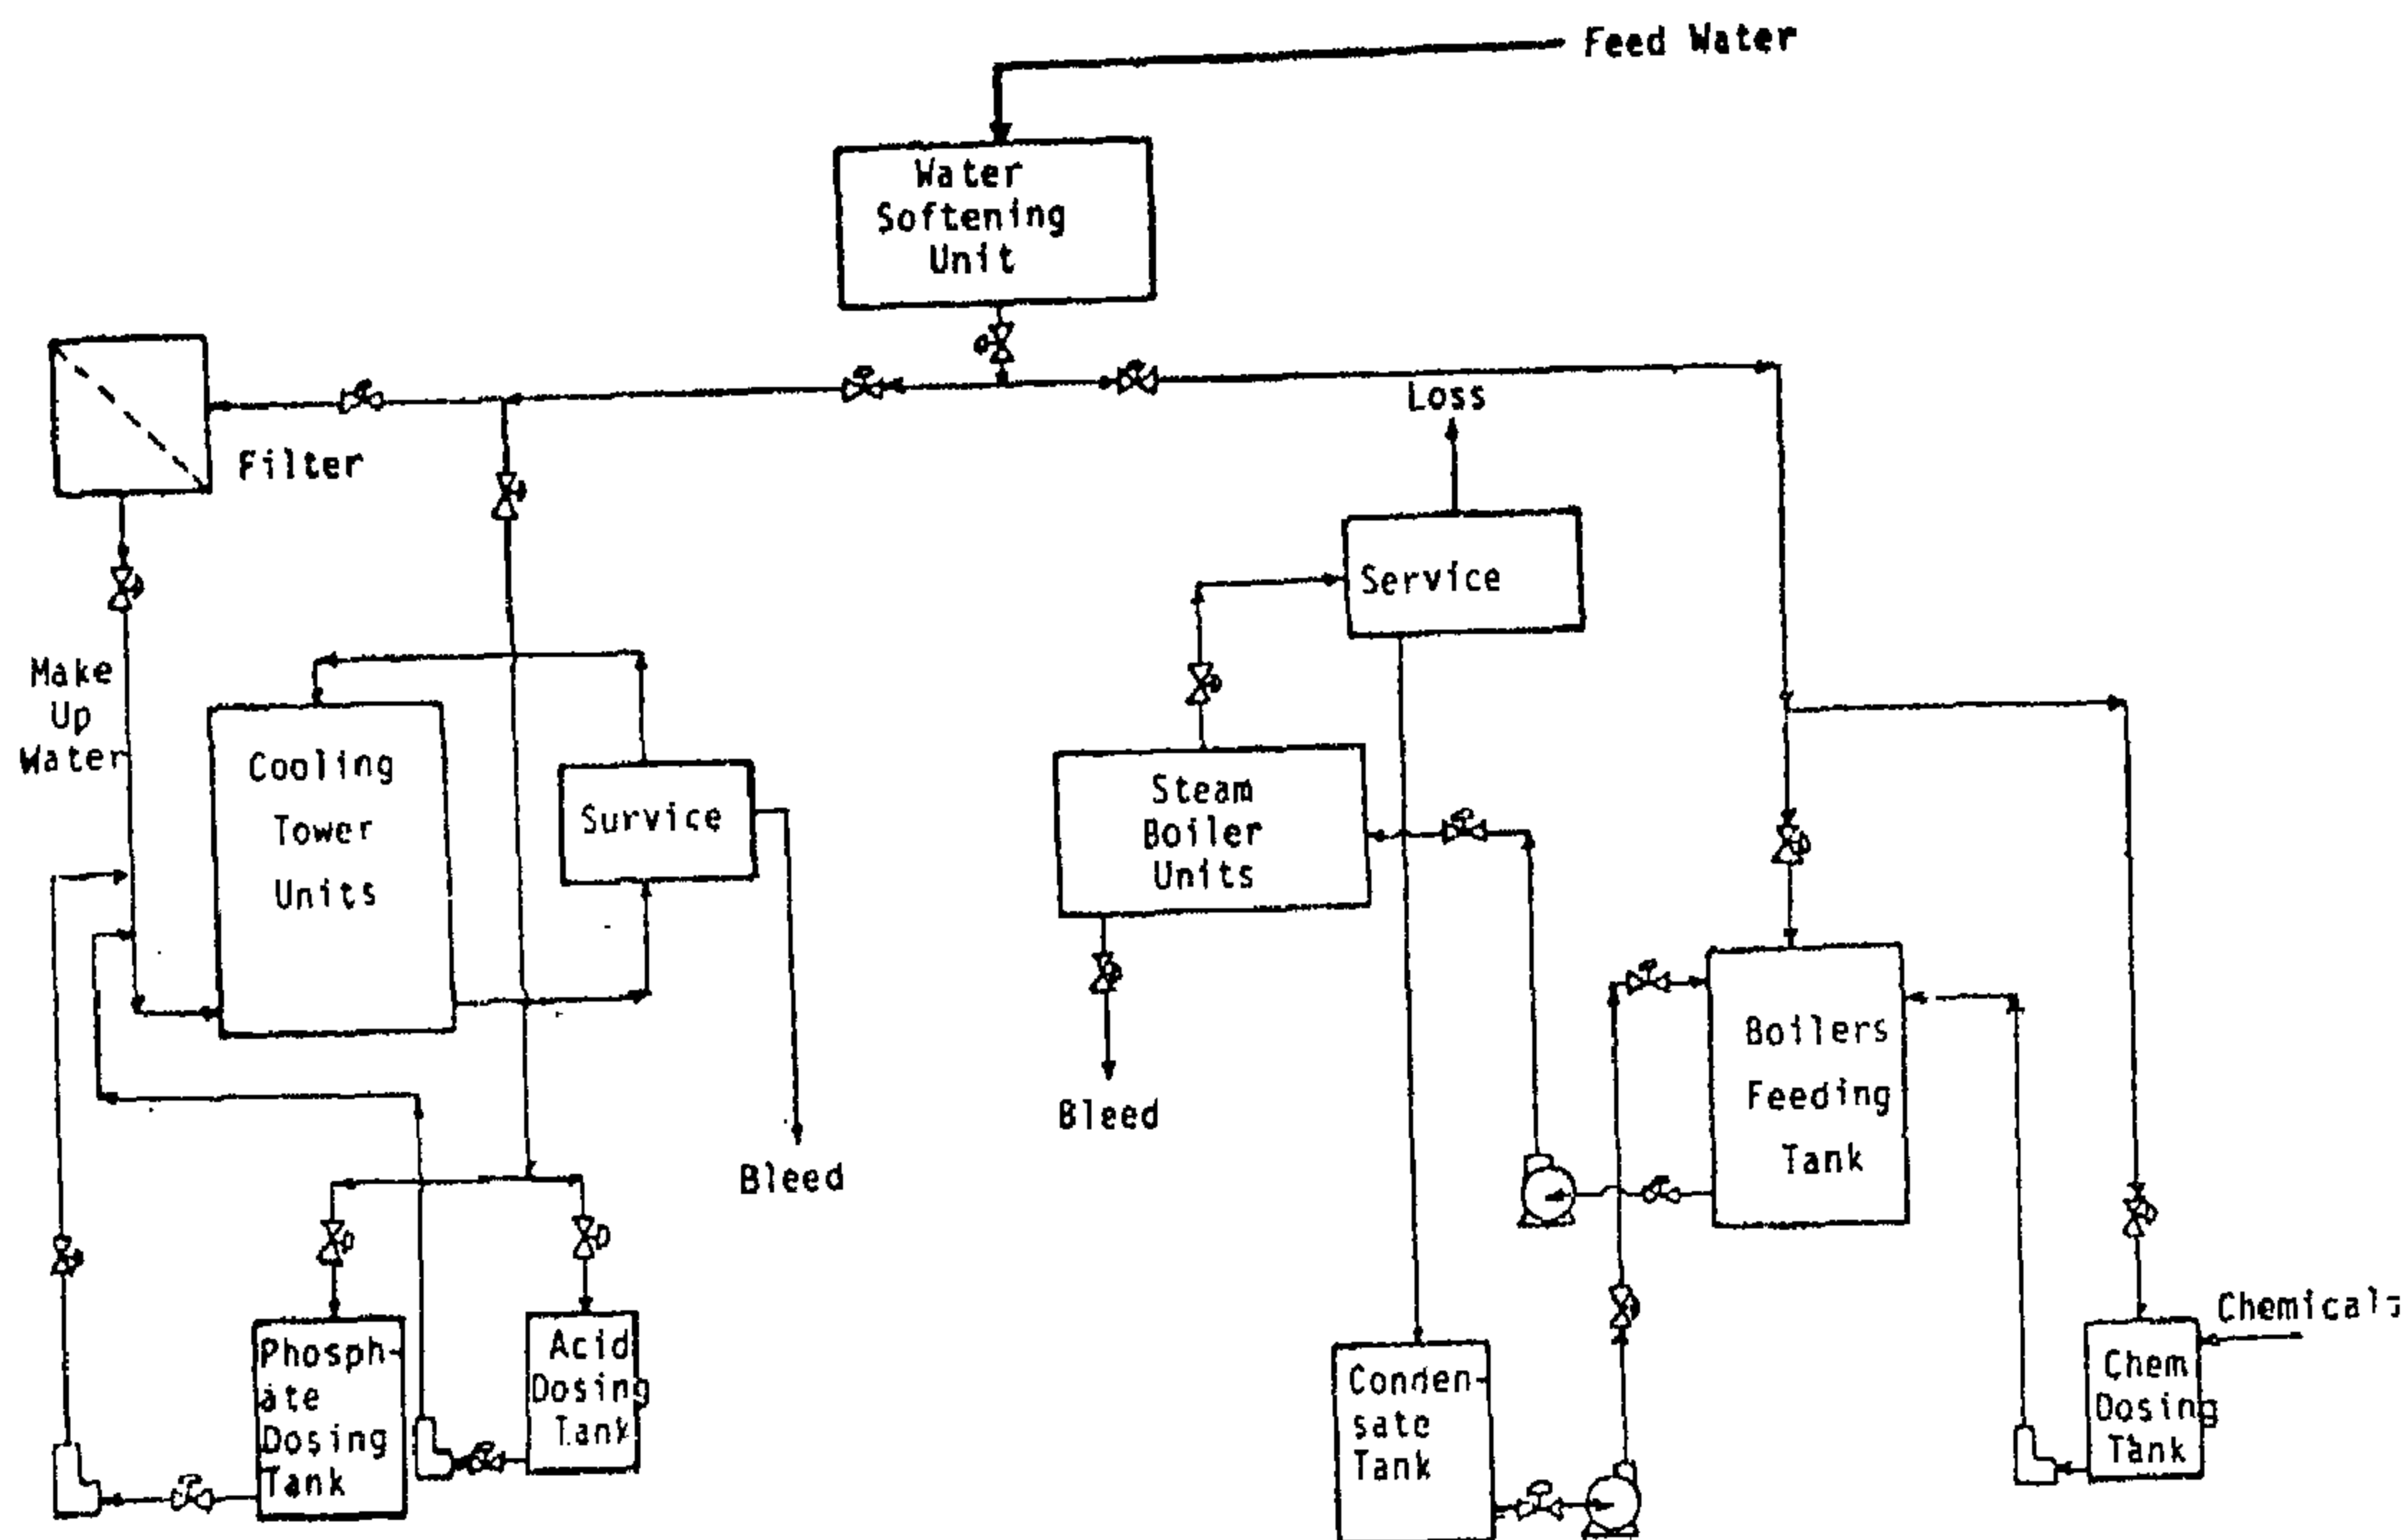 Feed Water
Water
Softening
Unit
Loss
Filter
Service
Make
Up
Water
Cooling
Tower
Units
Survice
Steam
Boiler
Units
Boilers
Feeding
Tank
Bleed
Bleed
Chemicals
Phosph-
ate
Dosing
Tank
Acid
Dosing
Tank
Conden-
sate
Tank
Chem
Dosing
Tank